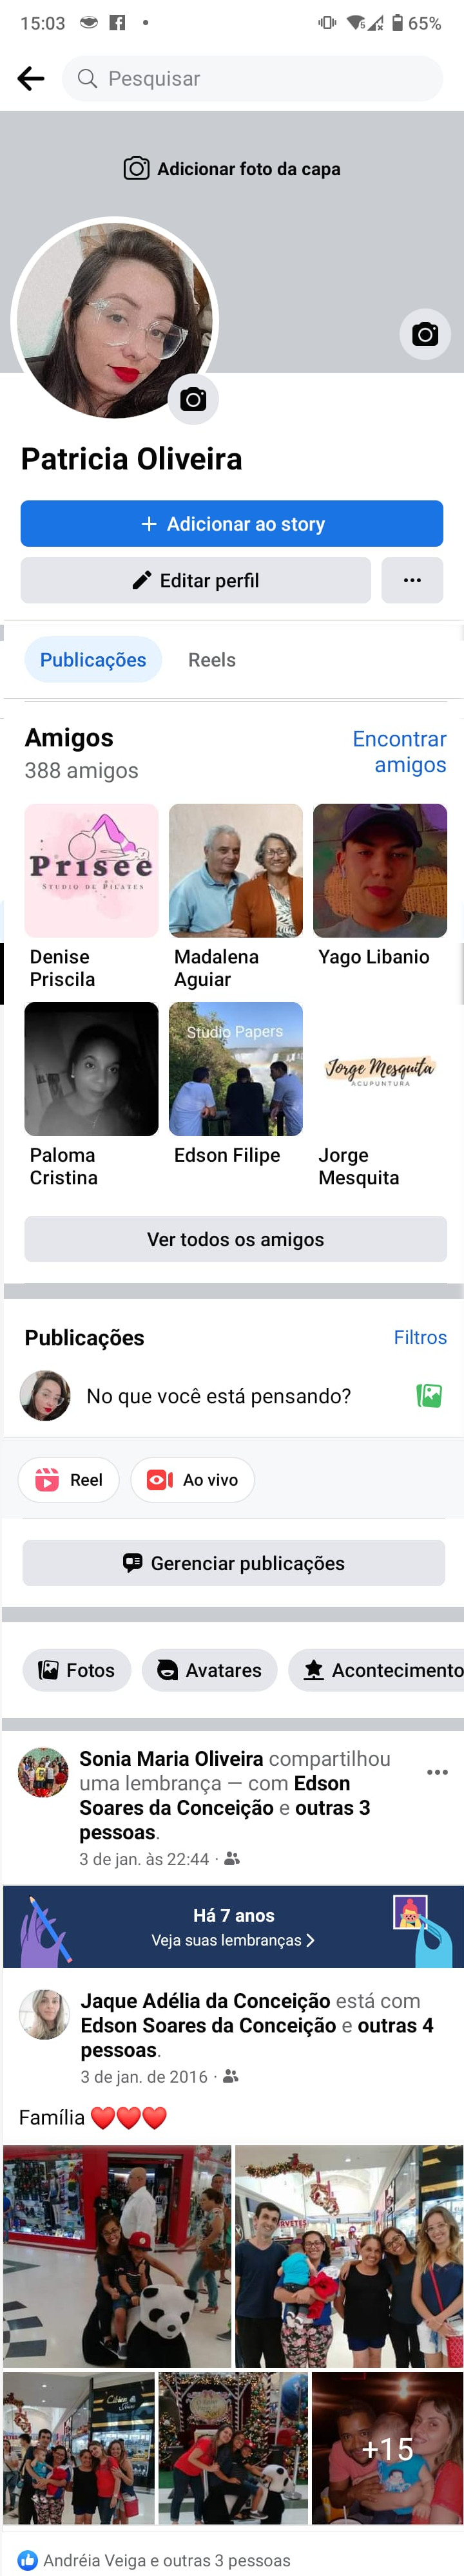 15:03
65%
Pesquisar
Adicionar foto da capa
Patricia Oliveira
+ Adicionar ao story
Editar perfil
Publicações Reels
Amigos
388 amigos
Encontrar
amigos
Prisee
STUDIO DE PILATES
Denise
Priscila
Madalena
Aguiar
Yago Libanio
Studio Papers
Jorge Mesquita
ACUPUNTURA
Paloma
Cristina
Edson Filipe
Jorge
Mesquita
Ver todos os amigos
Publicações
Filtros
No que você está pensando?
Reel
Ao vivo
Gerenciar publicações
Fotos
Avatares
Acontecimento
Sonia Maria Oliveira compartilhou
uma lembrança — com Edson
Soares da Conceição e outras 3
pessoas.
3 de jan. às 22:44 ·
Há 7 anos
Veja suas lembranças
Jaque Adélia da Conceição está com
Edson Soares da Conceição e outras 4
pessoas.
3 de jan. de 2016 ·
Família ❤️❤️❤️
+15
Andréia Veiga e outras 3 pessoas